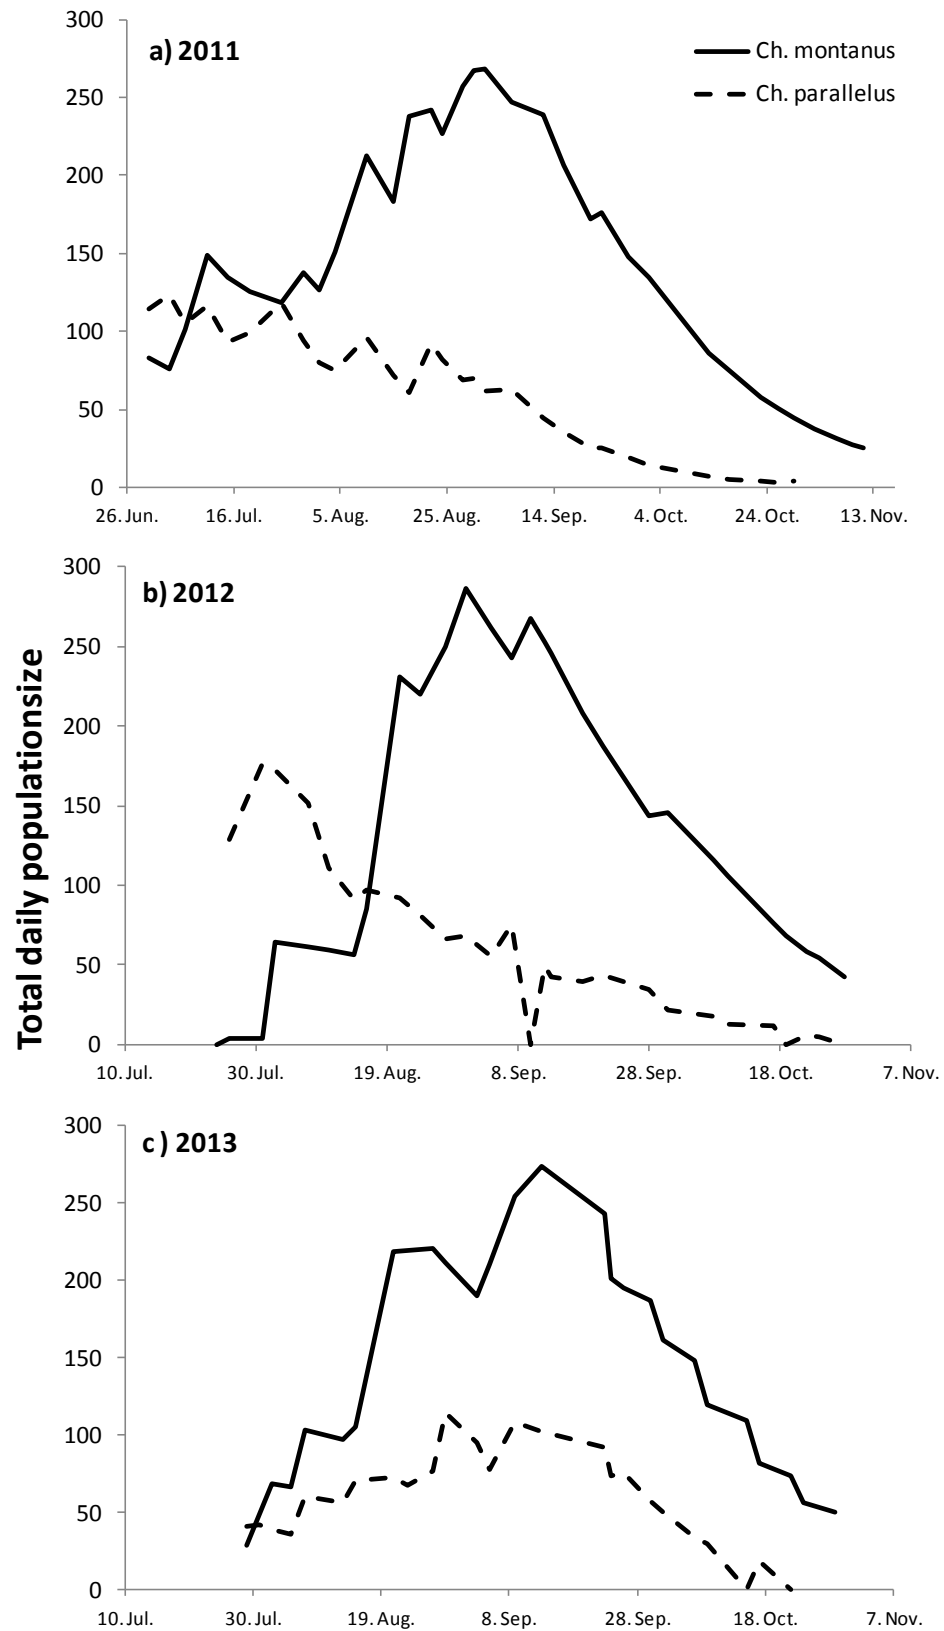 a) 2011
Ch. montanus
Ch. parallelus
300
250
200
150
100
50
0
26. Jun. 16. Jul. 5. Aug. 25. Aug. 14. Sep. 4. Oct. 24. Oct. 13. Nov.
Total daily populationsize
b) 2012
300
250
200
150
100
50
0
10. Jul. 30. Jul. 19. Aug. 8. Sep. 28. Sep. 18. Oct. 7. Nov.
c ) 2013
300
250
200
150
100
50
0
10. Jul. 30. Jul. 19. Aug. 8. Sep. 28. Sep. 18. Oct. 7. Nov.